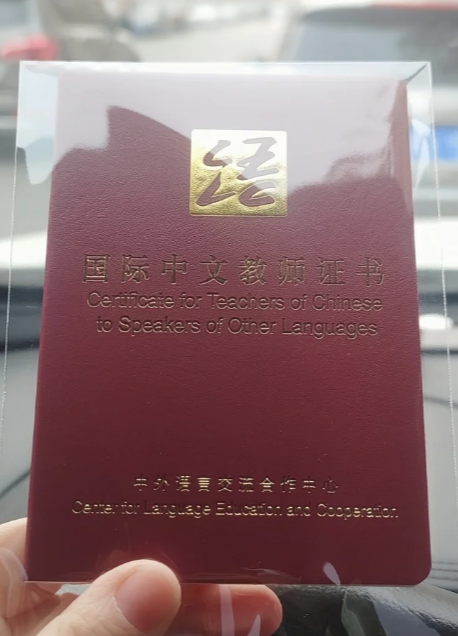 语
国际中文教师证书
Certificate for Teachers of Chinese
to Speakers of Other Languages
中外语言交流合作中心
Center for Language Education and Cooperation